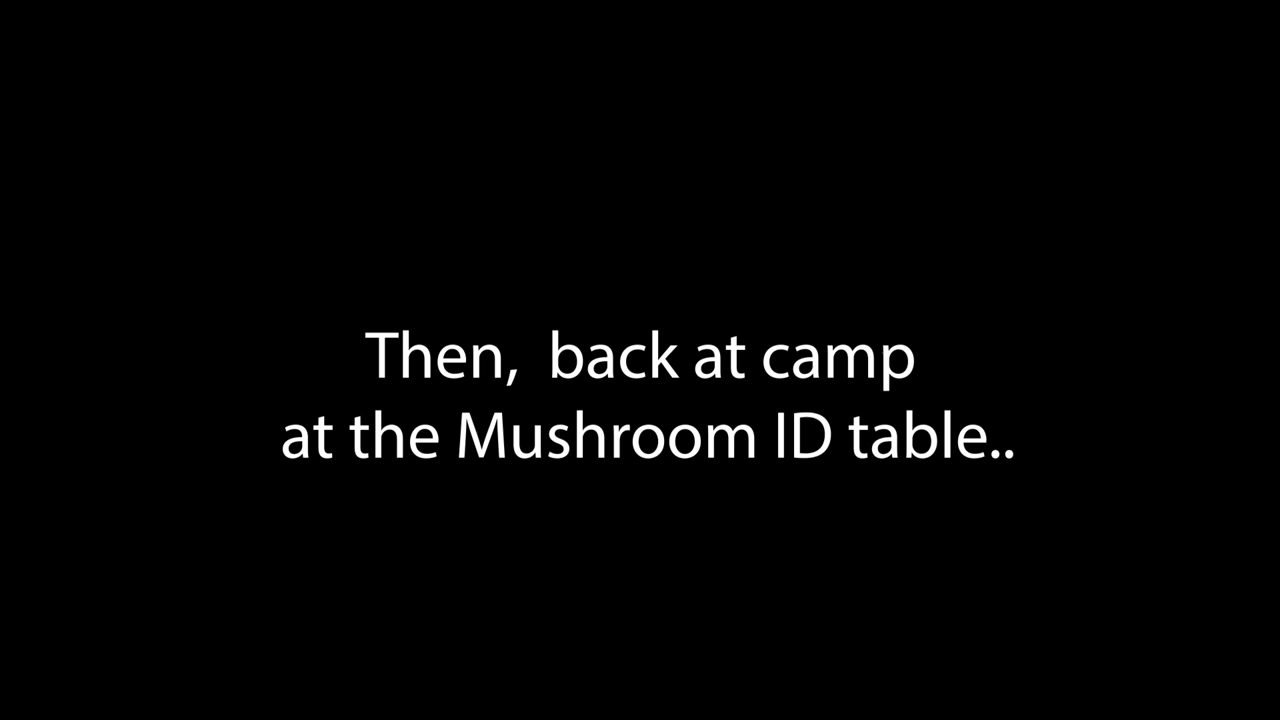 Then,  back at camp
at the Mushroom ID table..